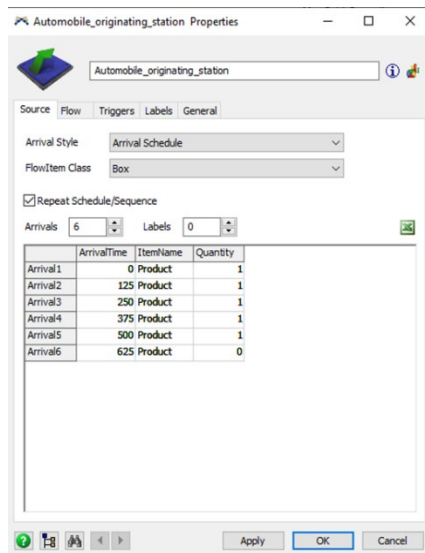 Automobile_originating_station Properties
Automobile_originating_station
Source Flow Triggers Labels General
Arrival Style Arrival Schedule
FlowItem Class Box
Repeat Schedule/Sequence
Arrivals 6 Labels 0
ArrivalTime ItemName Quantity
Arrival1 0 Product 1
Arrival2 125 Product 1
Arrival3 250 Product 1
Arrival4 375 Product 1
Arrival5 500 Product 1
Arrival6 625 Product 0
Apply OK Cancel